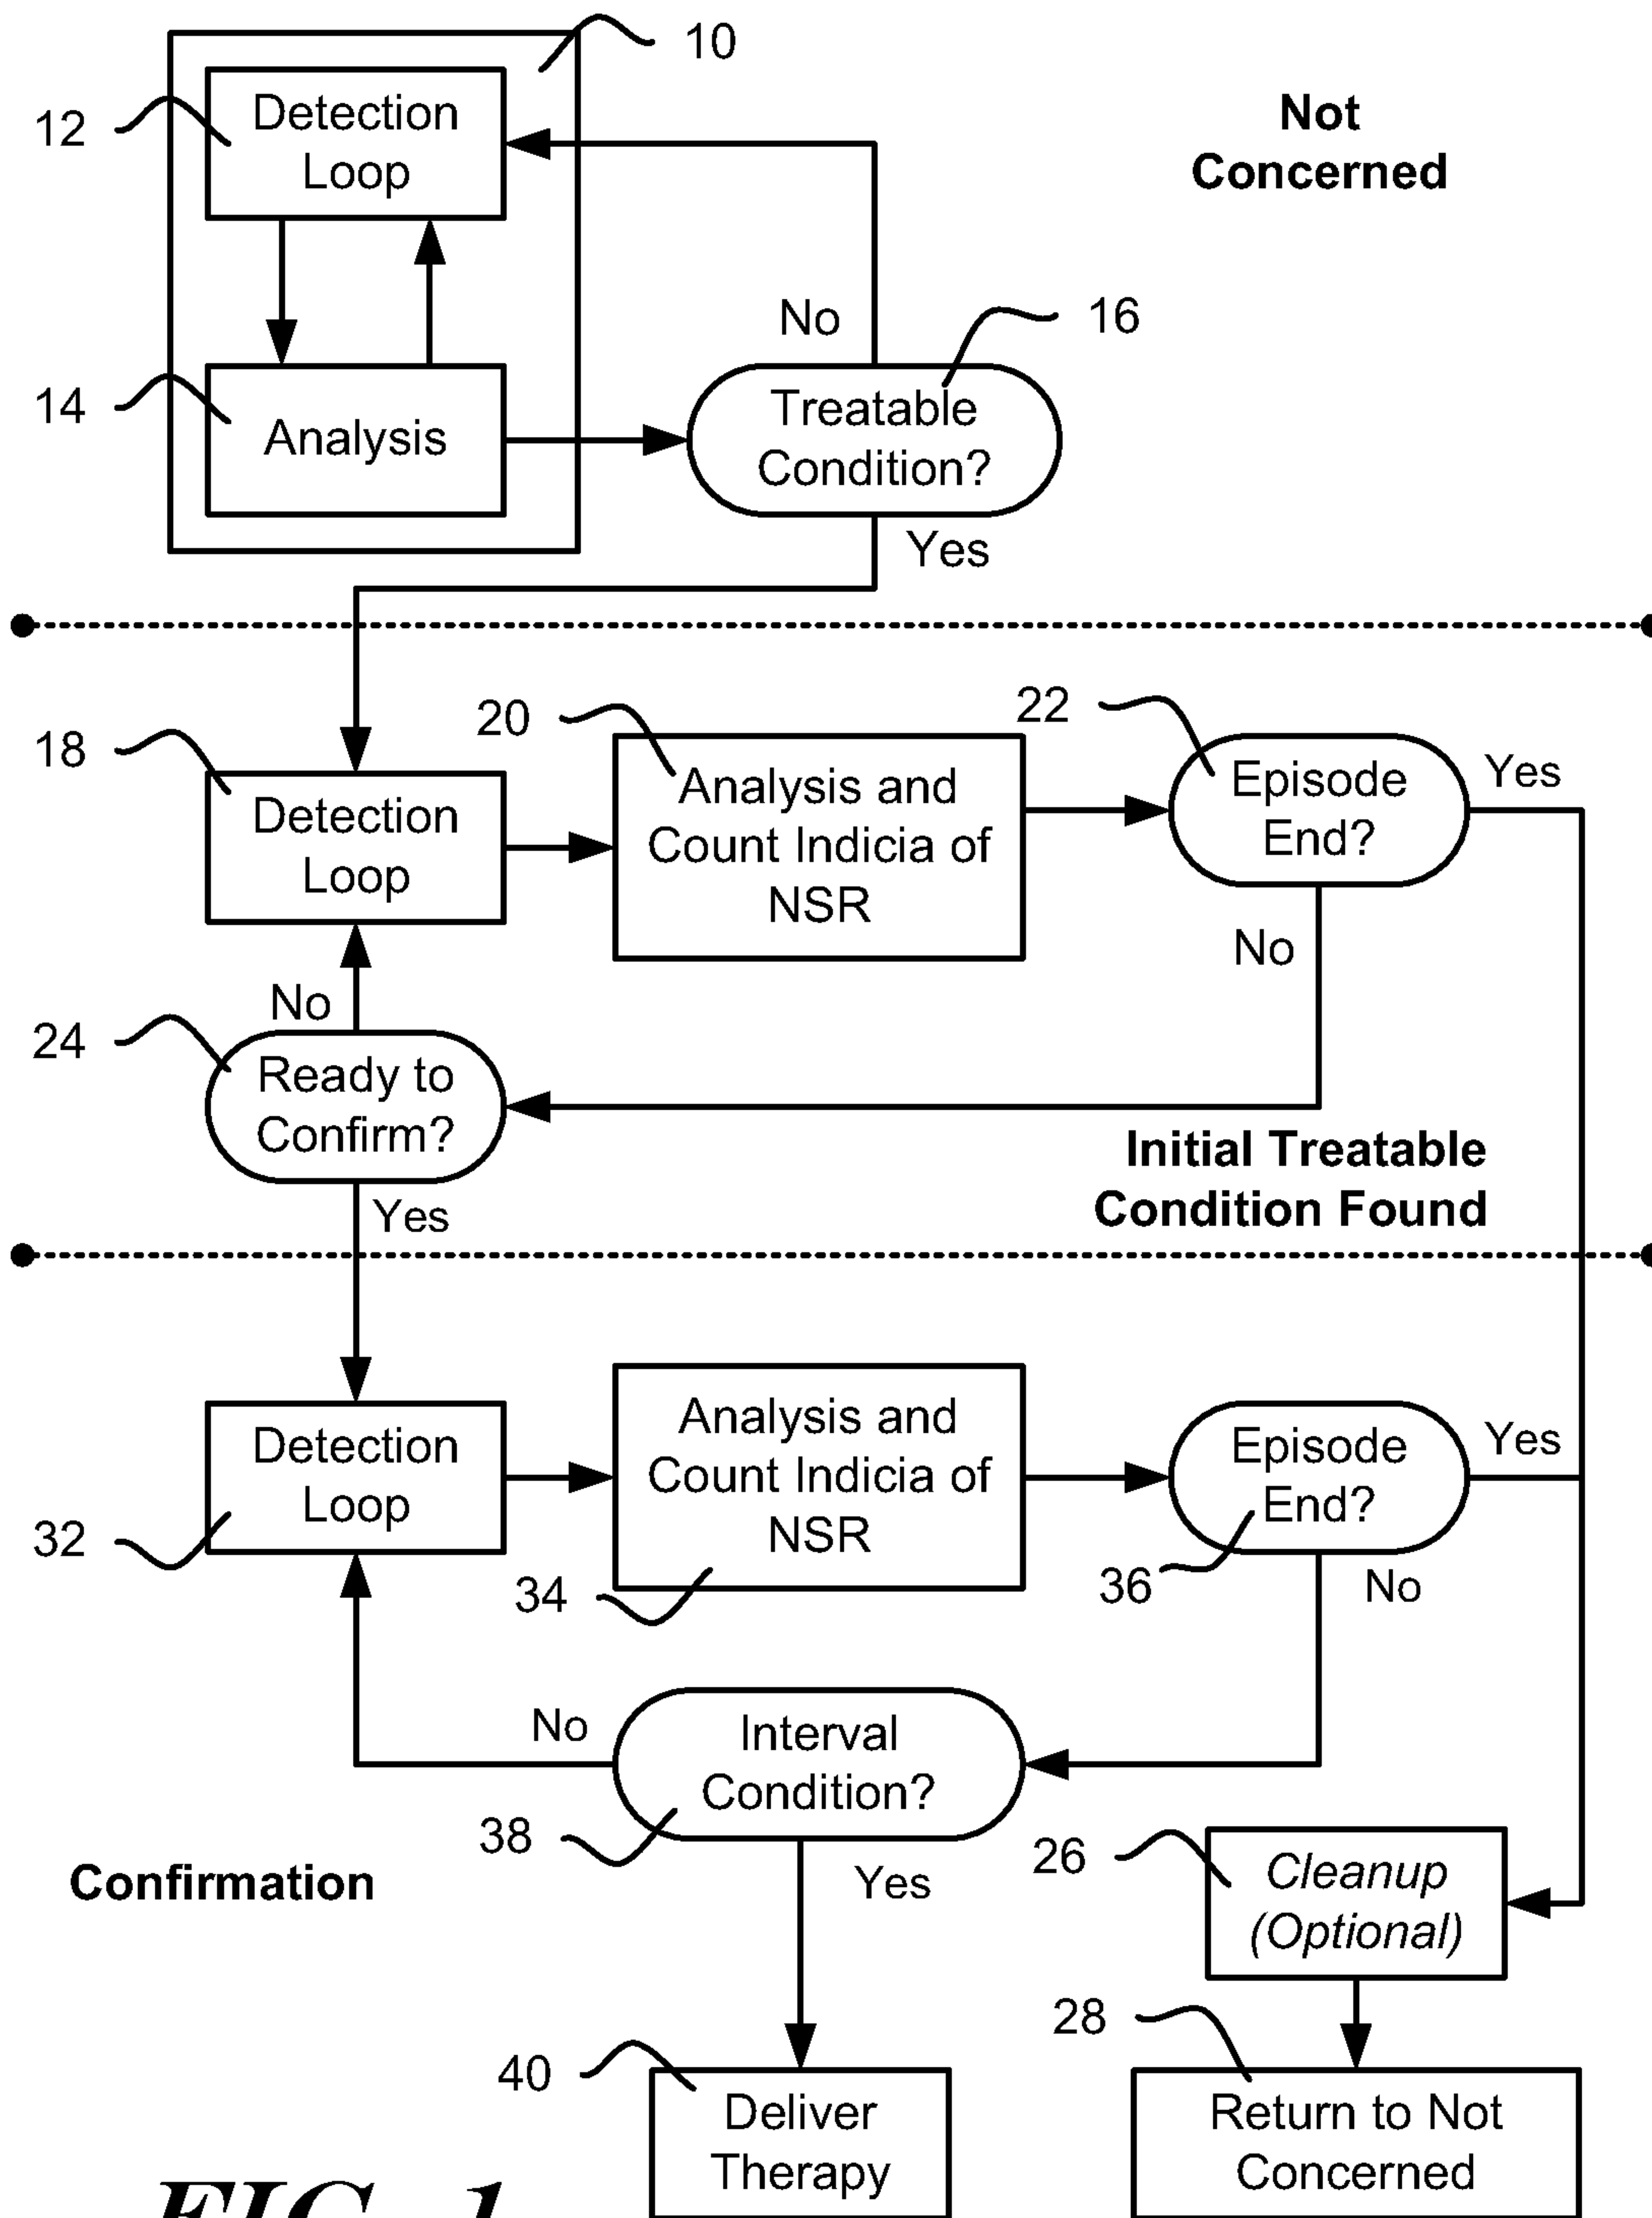 10
12
Detection
Loop
Not
Concerned
No
16
14
Analysis
Treatable
Condition?
Yes
18
Detection
Loop
20
Analysis and
Count Indicia of
NSR
22
Episode
End?
Yes
No
No
24
Ready to
Confirm?
Initial Treatable
Condition Found
Yes
Detection
Loop
32
Analysis and
Count Indicia of
NSR
34
Episode
End?
Yes
36
No
No
Interval
Condition?
38
Yes
Confirmation
26
Cleanup
(Optional)
40
Deliver
Therapy
28
Return to Not
Concerned
FIG. 1